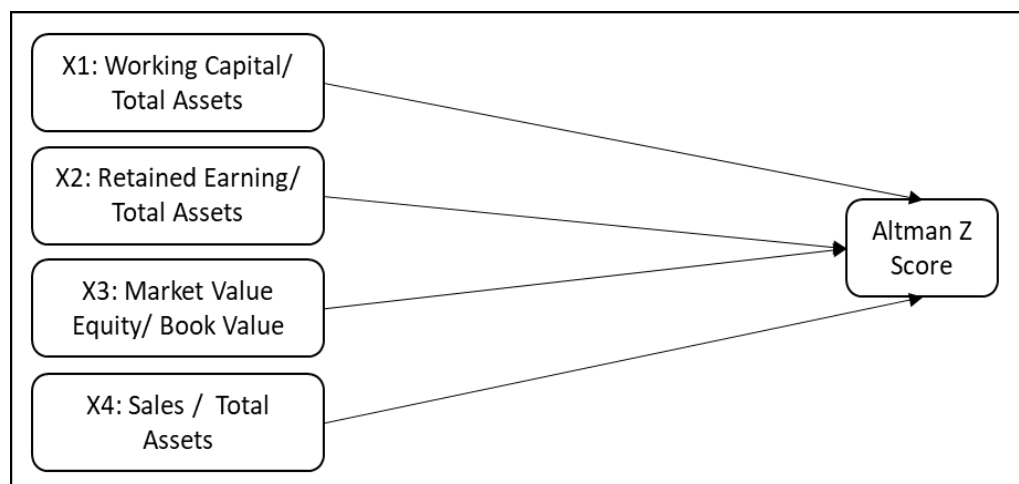 X1: Working Capital/
Total Assets
X2: Retained Earning/
Total Assets
X3: Market Value
Equity/ Book Value
X4: Sales / Total
Assets
Altman Z
Score